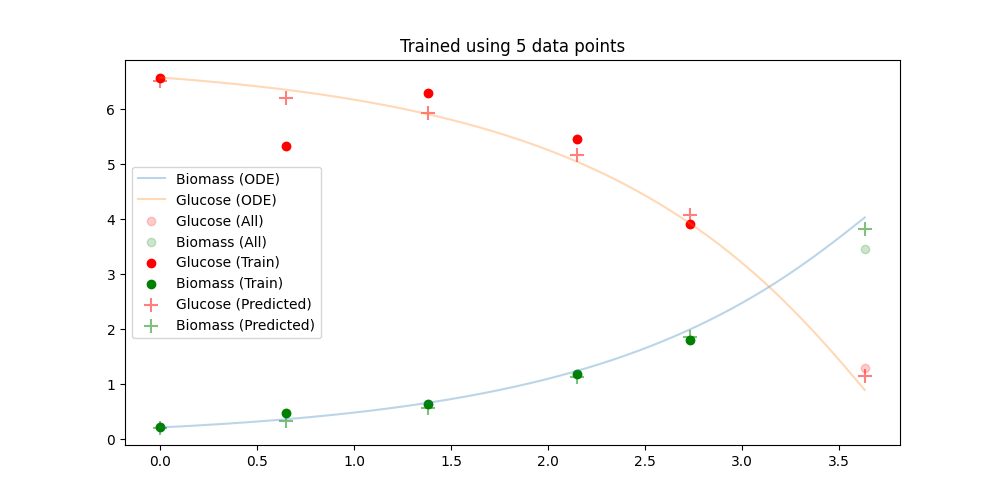 Trained using 5 data points
6
5
4
3
2
1
0
Biomass (ODE)
Glucose (ODE)
Glucose (All)
Biomass (All)
Glucose (Train)
Biomass (Train)
Glucose (Predicted)
Biomass (Predicted)
0.0 0.5 1.0 1.5 2.0 2.5 3.0 3.5